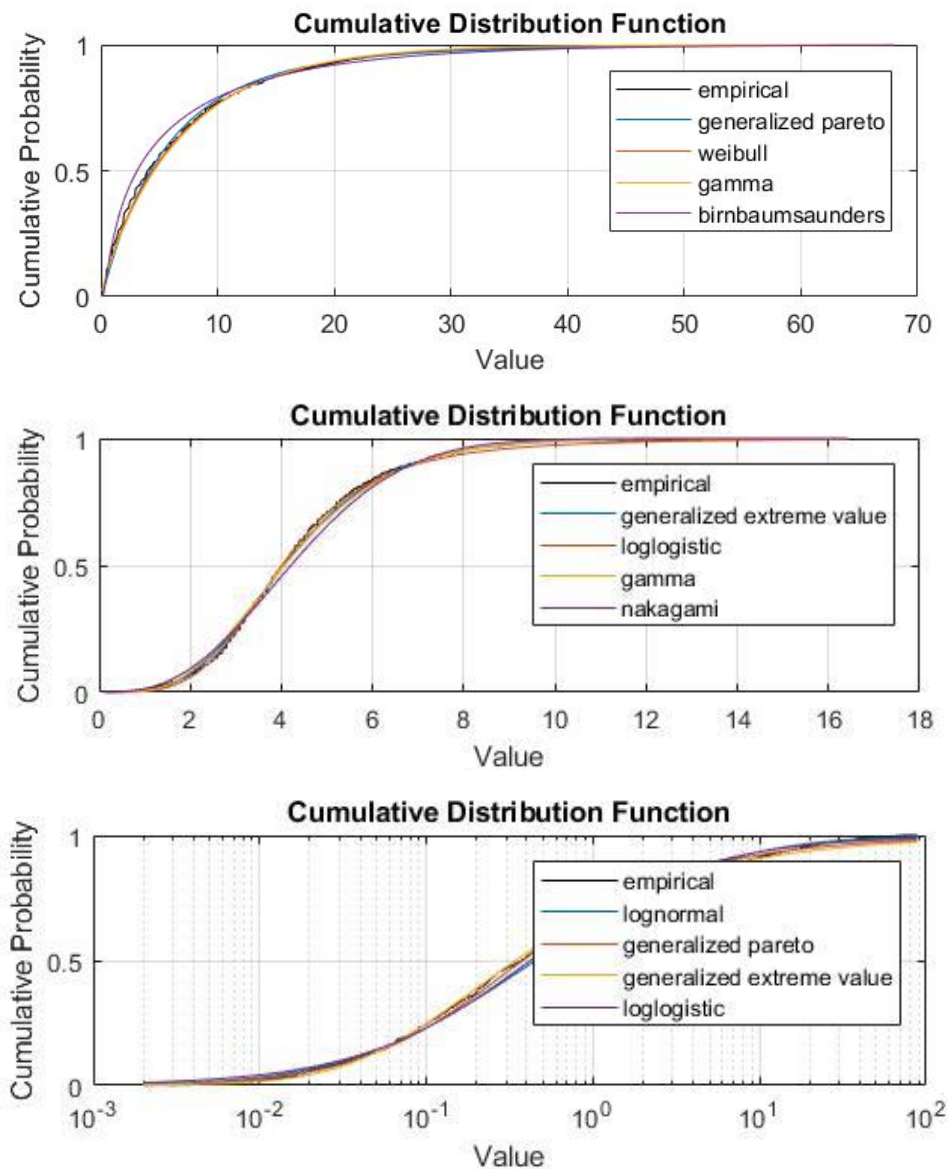 Cumulative Distribution Function
Cumulative Probability
1
0.5
0
0 10 20 30 40 50 60 70
Value
empirical
generalized pareto
weibull
gamma
birnbaumsaunders
Cumulative Distribution Function
Cumulative Probability
1
0.5
0
0 2 4 6 8 10 12 14 16 18
Value
empirical
generalized extreme value
loglogistic
gamma
nakagami
Cumulative Distribution Function
Cumulative Probability
1
0.5
0
10⁻³ 10⁻² 10⁻¹ 10⁰ 10¹ 10²
Value
empirical
lognormal
generalized pareto
generalized extreme value
loglogistic